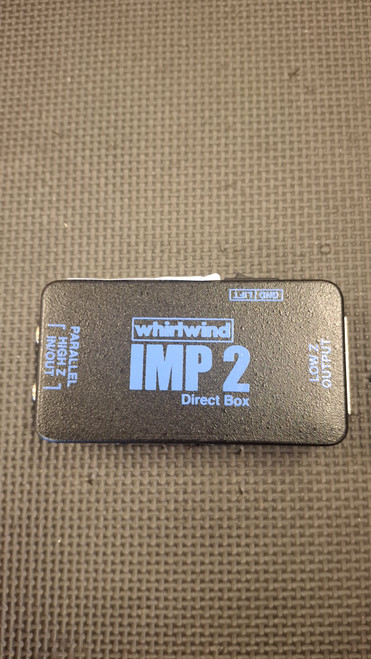 GND LIFT
whirlwind
IMP 2
Direct Box
PARALLEL
HIGH Z
IN/OUT
LOW Z
OUTPUT